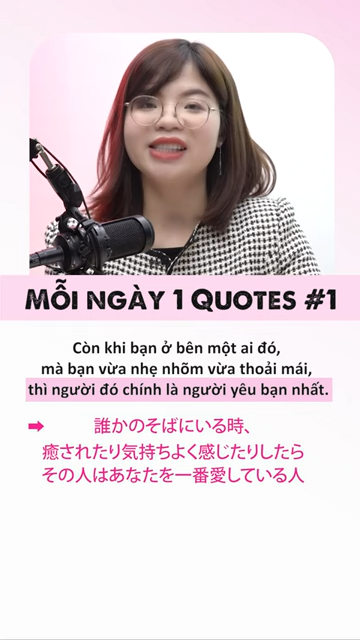 MỖI NGÀY 1 QUOTES #1
Còn khi bạn ở bên một ai đó,
mà bạn vừa nhẹ nhõm vừa thoải mái,
thì người đó chính là người yêu bạn nhất.
➡ 誰かのそばにいる時、
癒されたり気持ちよく感じたりしたら
その人はあなたを一番愛している人